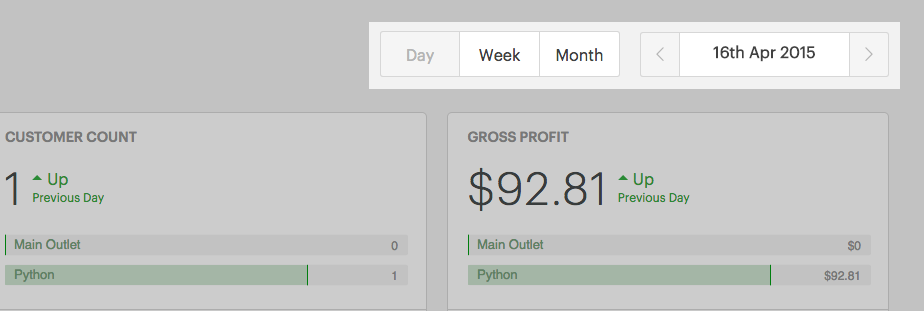 Day Week Month 16th Apr 2015
CUSTOMER COUNT
1 Up
Previous Day
Main Outlet 0
Python 1
GROSS PROFIT
$92.81 Up
Previous Day
Main Outlet $0
Python $92.81